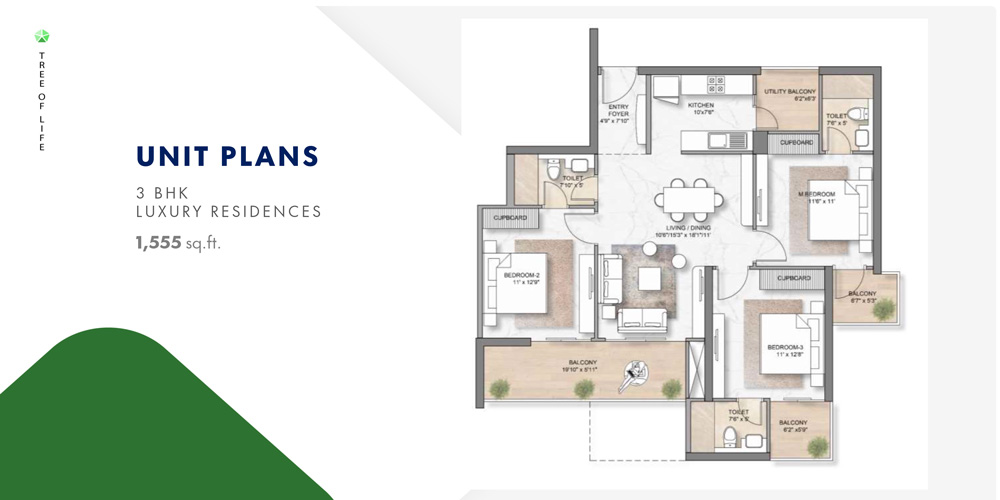 TREE OF LIFE
UNIT PLANS
3 BHK
LUXURY RESIDENCES
1,555 sq.ft.
ENTRY
FOYER
4'9" x 7'10"
KITCHEN
10'x7'6"
UTILITY BALCONY
6'2"x6'3"
TOILET
7'6" x 5'
CUPBOARD
TOILET
7'10" x 5'
M.BEDROOM
11'6" x 11'
CUPBOARD
LIVING / DINING
10'6"/15'3" x 18'1"/11'
BEDROOM-2
11' x 12'9"
CUPBOARD
BALCONY
6'7" x 5'3"
BEDROOM-3
11' x 12'8"
BALCONY
19'10" x 5'11"
TOILET
7'6" x 5'
BALCONY
6'2" x5'9"